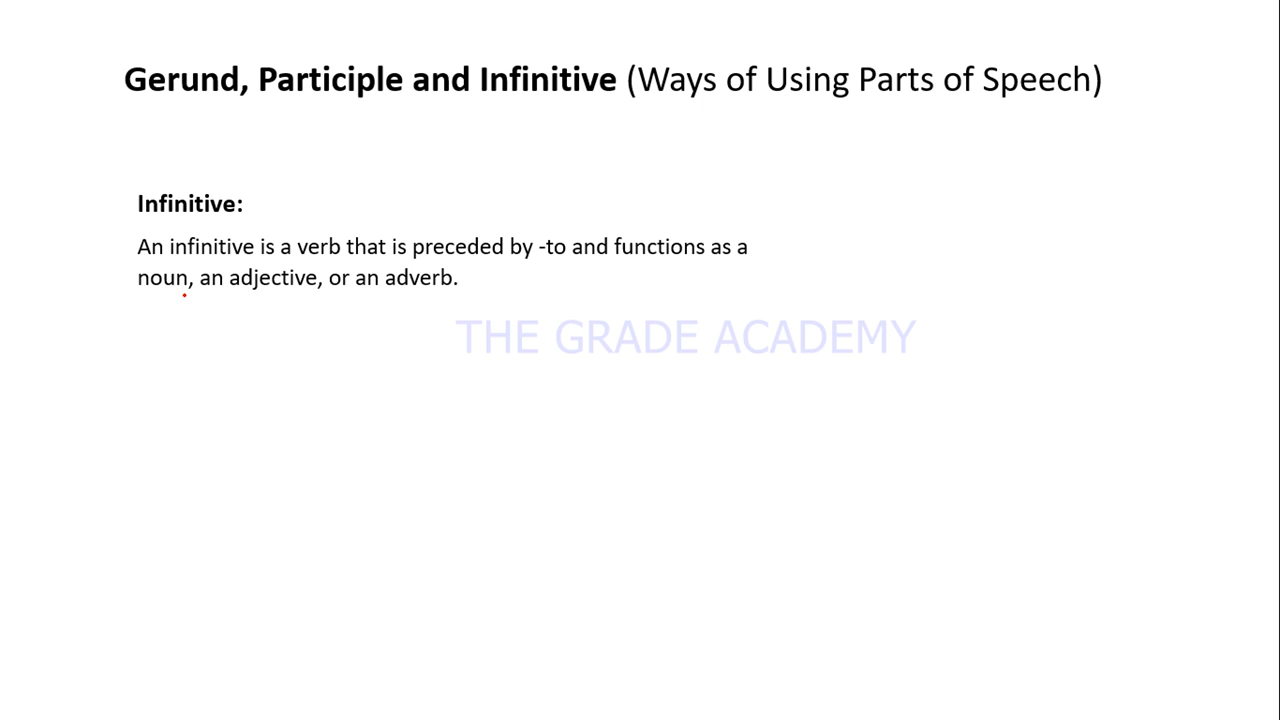 Gerund, Participle and Infinitive (Ways of Using Parts of Speech)
Infinitive:
An infinitive is a verb that is preceded by -to and functions as a
noun, an adjective, or an adverb.
THE GRADE ACADEMY